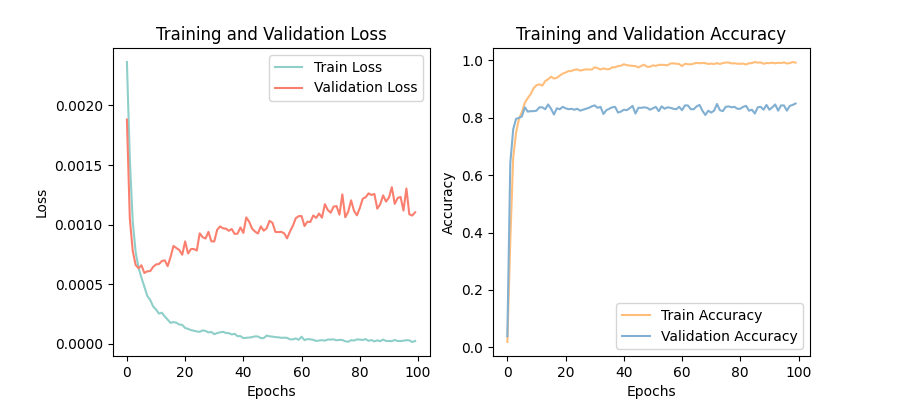 Training and Validation Loss
Train Loss
Validation Loss
0.0020
0.0015
0.0010
0.0005
0.0000
Loss
0 20 40 60 80 100
Epochs
Training and Validation Accuracy
1.0
0.8
0.6
0.4
0.2
0.0
Accuracy
Train Accuracy
Validation Accuracy
0 20 40 60 80 100
Epochs